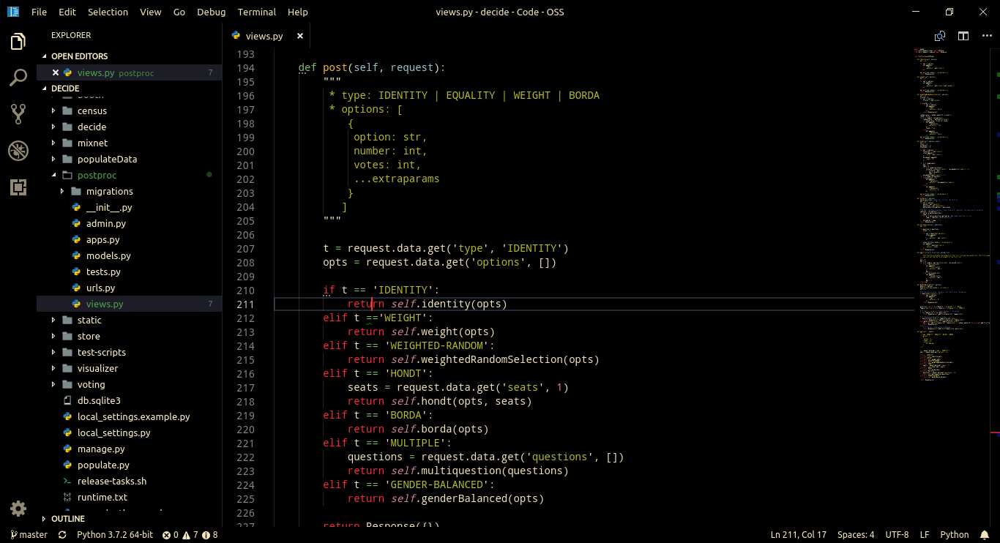 File Edit Selection View Go Debug Terminal Help
views.py - decide - Code - OSS
EXPLORER
OPEN EDITORS
views.py postproc 7
DECIDE
census
decide
mixnet
populateData
postproc
migrations
__init__.py
admin.py
apps.py
models.py
tests.py
urls.py
views.py 7
static
store
test-scripts
visualizer
voting
db.sqlite3
local_settings.example.py
local_settings.py
manage.py
populate.py
release-tasks.sh
runtime.txt
OUTLINE
views.py
193
194 def post(self, request):
195 """
196 * type: IDENTITY | EQUALITY | WEIGHT | BORDA
197 * options: [
198 {
199 option: str,
200 number: int,
201 votes: int,
202 ...extraparams
203 }
204 ]
205 """
206
207 t = request.data.get('type', 'IDENTITY')
208 opts = request.data.get('options', [])
209
210 if t == 'IDENTITY':
211 return self.identity(opts)
212 elif t =='WEIGHT':
213 return self.weight(opts)
214 elif t == 'WEIGHTED-RANDOM':
215 return self.weightedRandomSelection(opts)
216 elif t == 'HONDT':
217 seats = request.data.get('seats', 1)
218 return self.hondt(opts, seats)
219 elif t == 'BORDA':
220 return self.borda(opts)
221 elif t == 'MULTIPLE':
222 questions = request.data.get('questions', [])
223 return self.multiquestion(questions)
224 elif t == 'GENDER-BALANCED':
225 return self.genderBalanced(opts)
226
227 return Response({})
master Python 3.7.2 64-bit 0 7 8
Ln 211, Col 17 Spaces: 4 UTF-8 LF Python